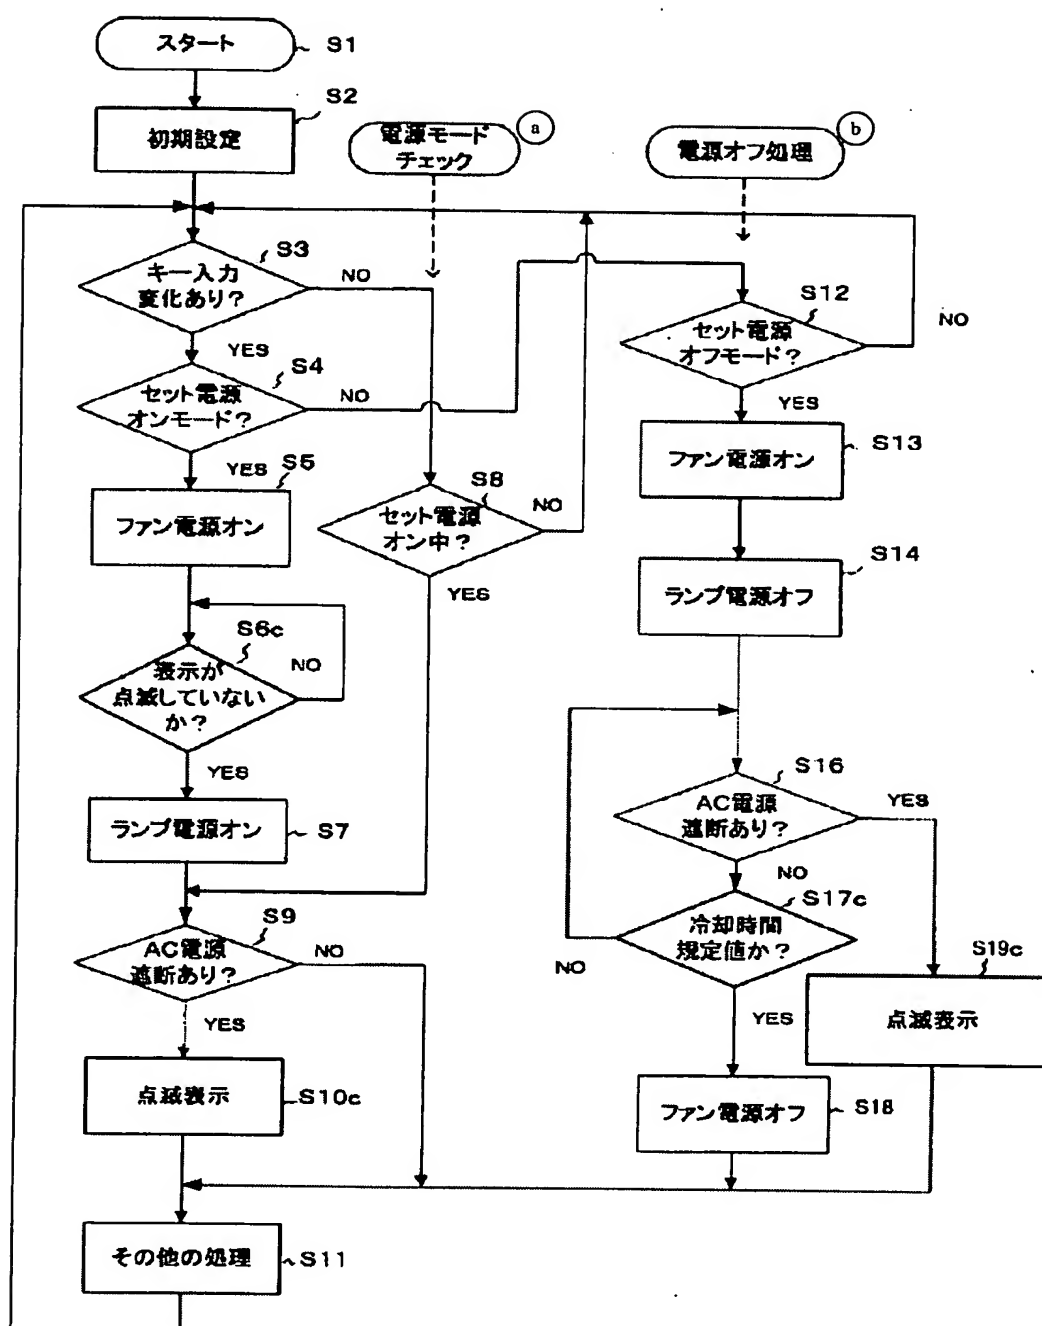 スタート
S1
S2
初期設定
電源モード
チェック
a
電源オフ処理
b
S3
キー入力
変化あり?
NO
YES
S4
セット電源
オンモード?
NO
YES
S5
ファン電源オン
S8
セット電源
オン中?
NO
YES
S6c
表示が
点滅していない
か?
NO
YES
ランプ電源オン
S7
S9
AC電源
遮断あり?
NO
YES
点滅表示
S10c
その他の処理
S11
S12
セット電源
オフモード?
NO
YES
S13
ファン電源オン
S14
ランプ電源オフ
S16
AC電源
遮断あり?
YES
NO
S17c
冷却時間
規定値か?
NO
YES
S19c
点滅表示
ファン電源オフ
S18